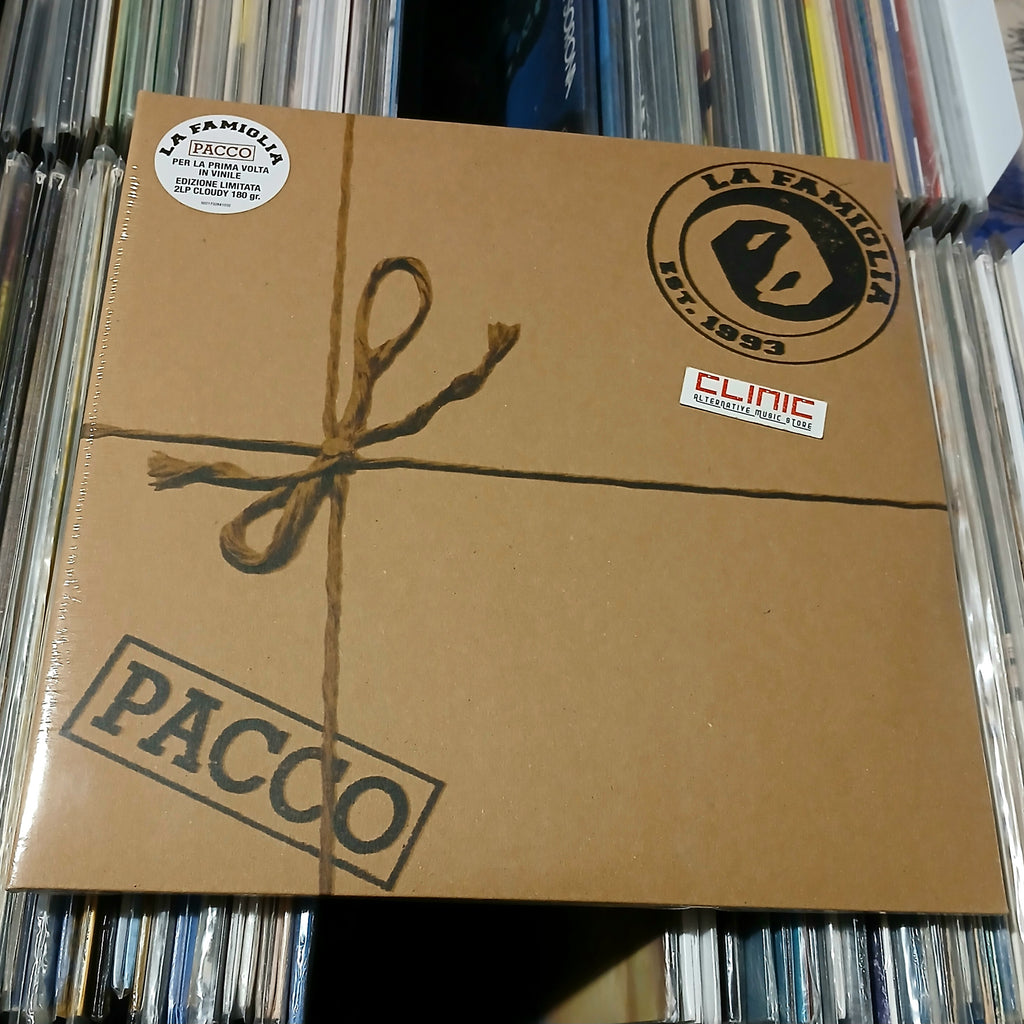 LA FAMIGLIA
PACCO
PER LA PRIMA VOLTA
IN VINILE
EDIZIONE LIMITATA
2LP CLOUDY 180 gr.
LA FAMIGLIA
EST. 1993
CLINIC
ALTERNATIVE MUSIC STORE
PACCO